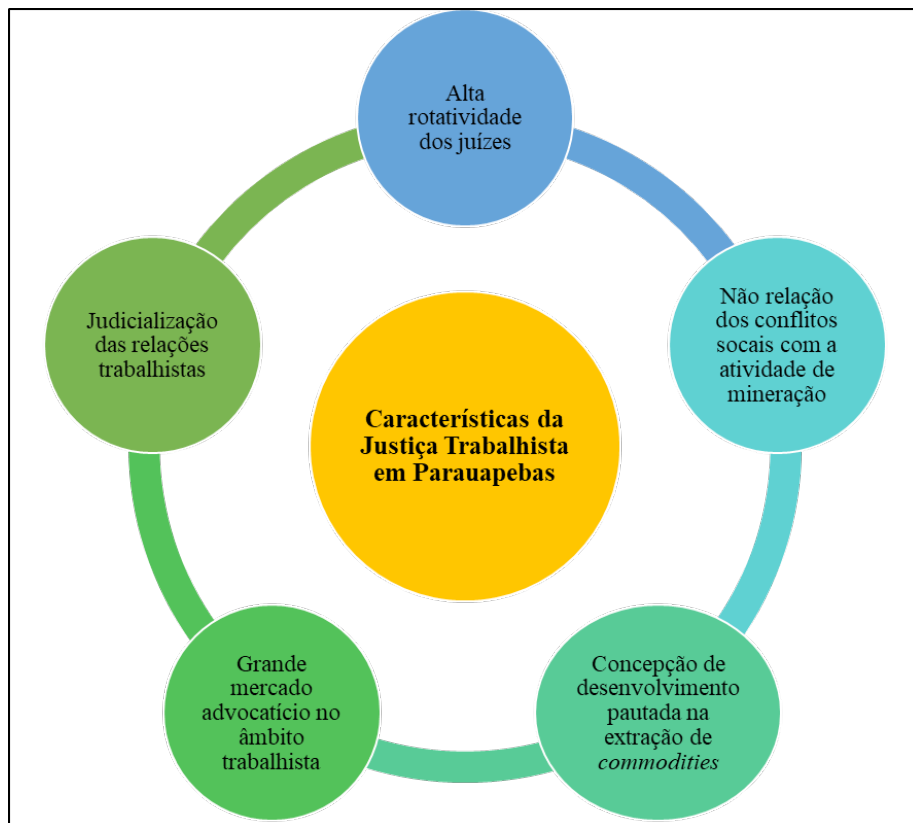 Alta
rotatividade
dos juízes
Não relação
dos conflitos
socais com a
atividade de
mineração
Concepção de
desenvolvimento
pautada na
extração de
commodities
Grande
mercado
advocatício no
âmbito
trabalhista
Judicialização
das relações
trabalhistas
Características da
Justiça Trabalhista
em Parauapebas